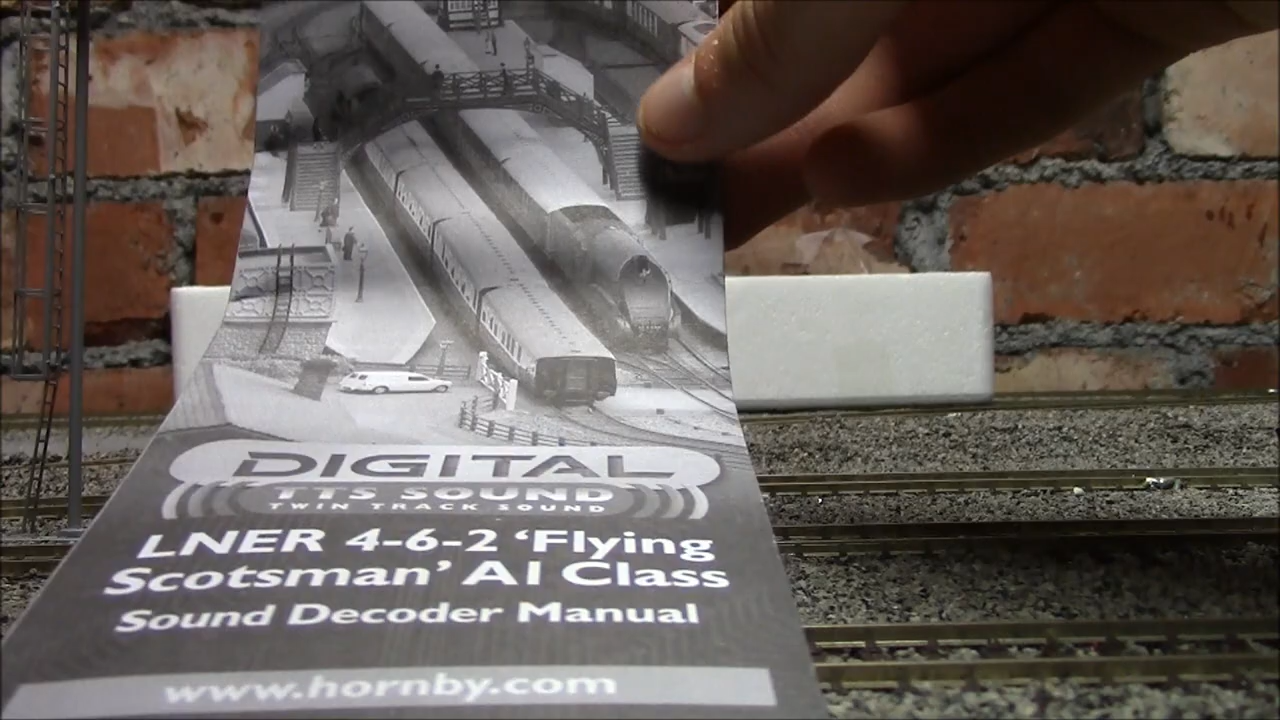 DIGITAL
TTS SOUND
TWIN TRACK SOUND
LNER 4-6-2 ‘Flying
Scotsman’ A1 Class
Sound Decoder Manual
www.hornby.com